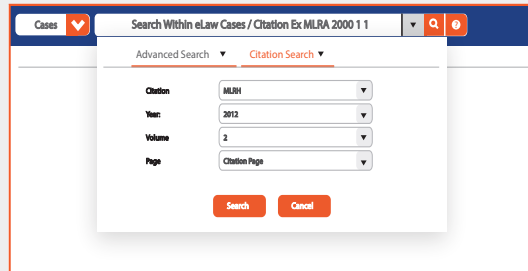 Cases Search Within eLaw Cases / Citation Ex MLRA 2000 1 1 ?
Advanced Search Citation Search
Citation MLRH
Year: 2012
Volume 2
Page Citation Page
Search Cancel